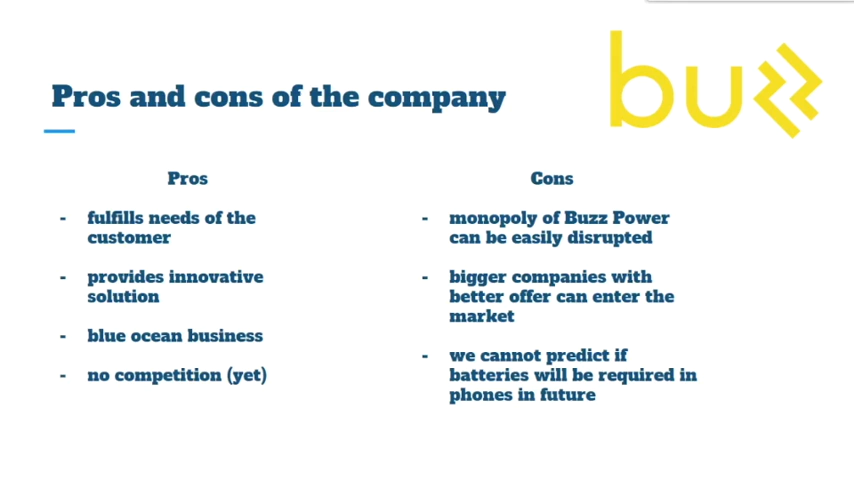 buzz
Pros and cons of the company
Pros
- fulfills needs of the
customer
- provides innovative
solution
- blue ocean business
- no competition (yet)
Cons
- monopoly of Buzz Power
can be easily disrupted
- bigger companies with
better offer can enter the
market
- we cannot predict if
batteries will be required in
phones in future